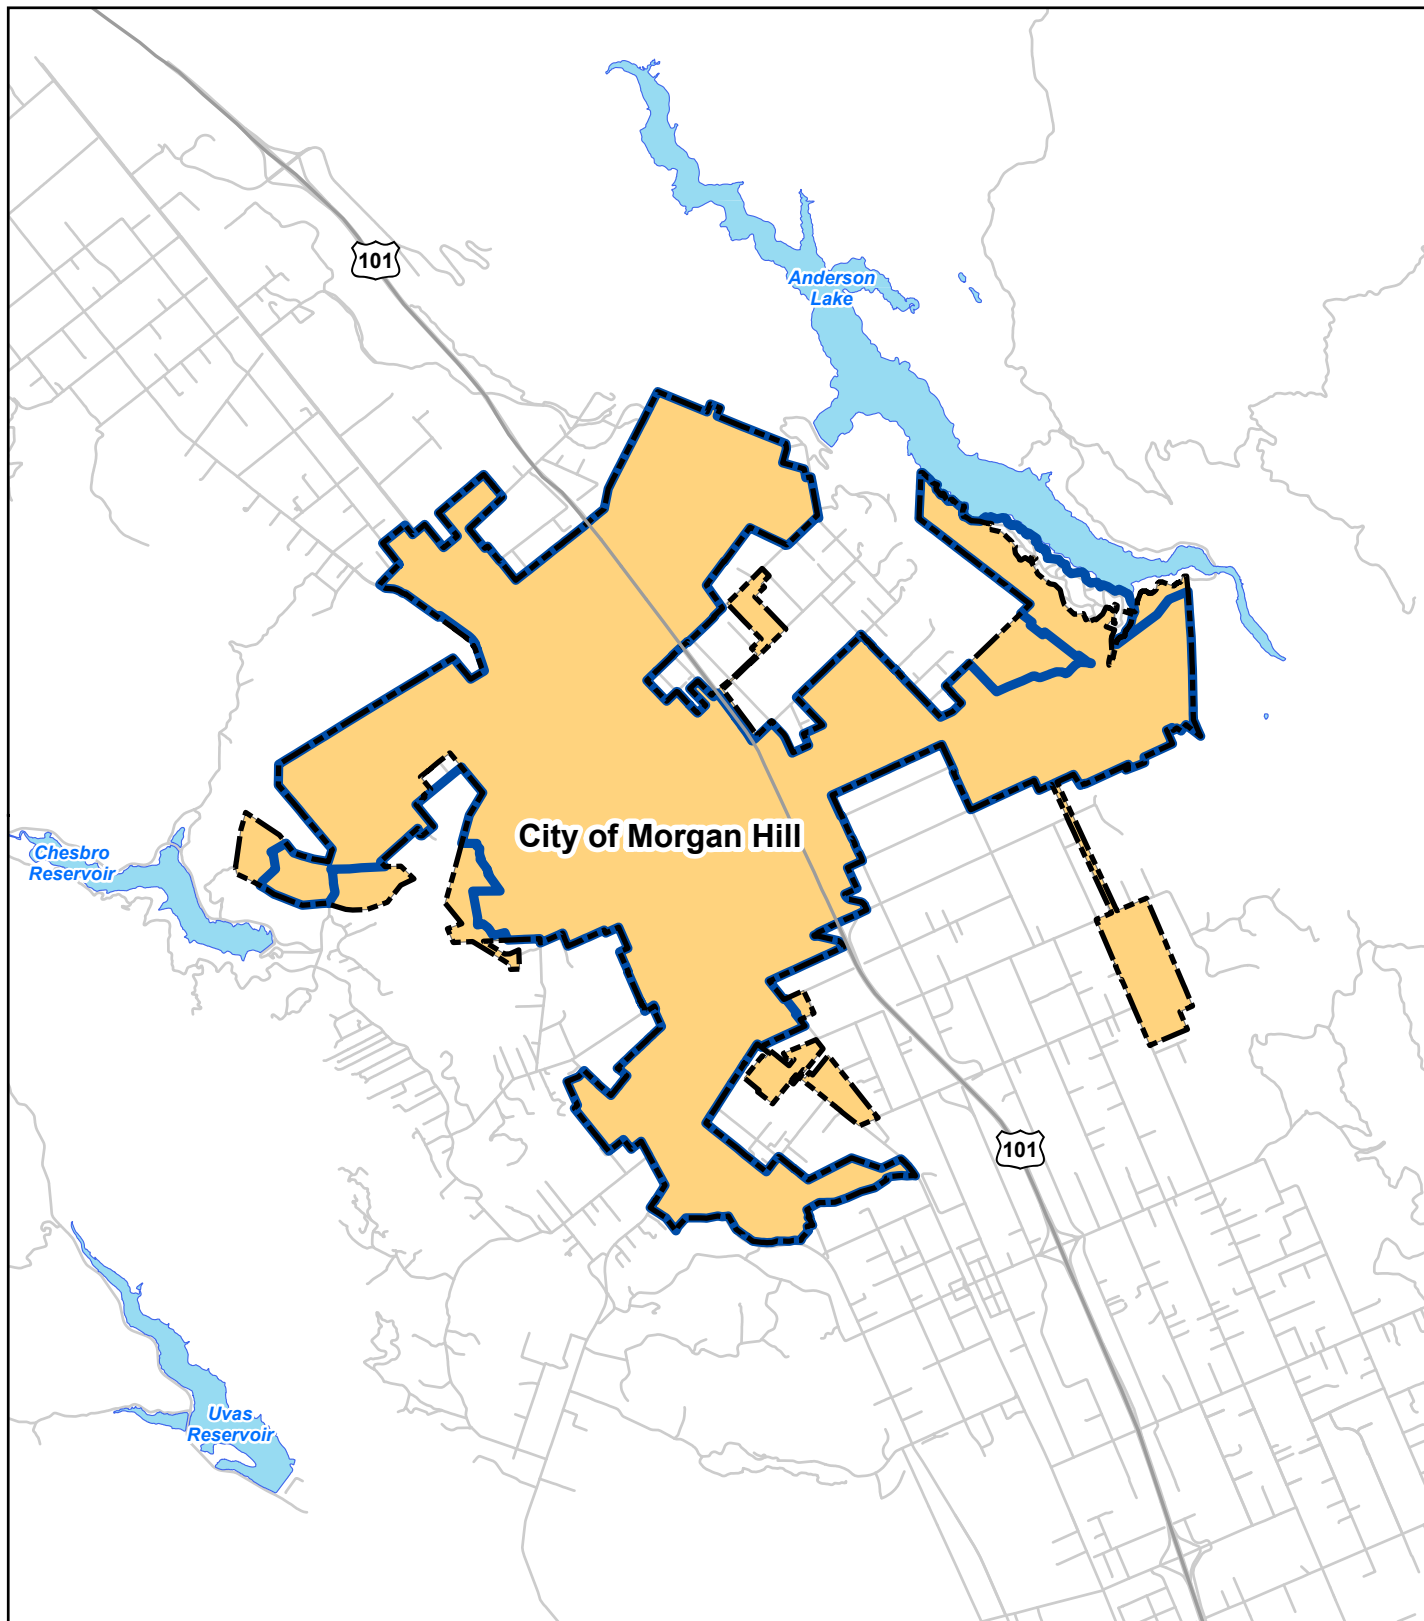 101
Anderson
Lake
City of Morgan Hill
Chesbro
Reservoir
101
Uvas
Reservoir